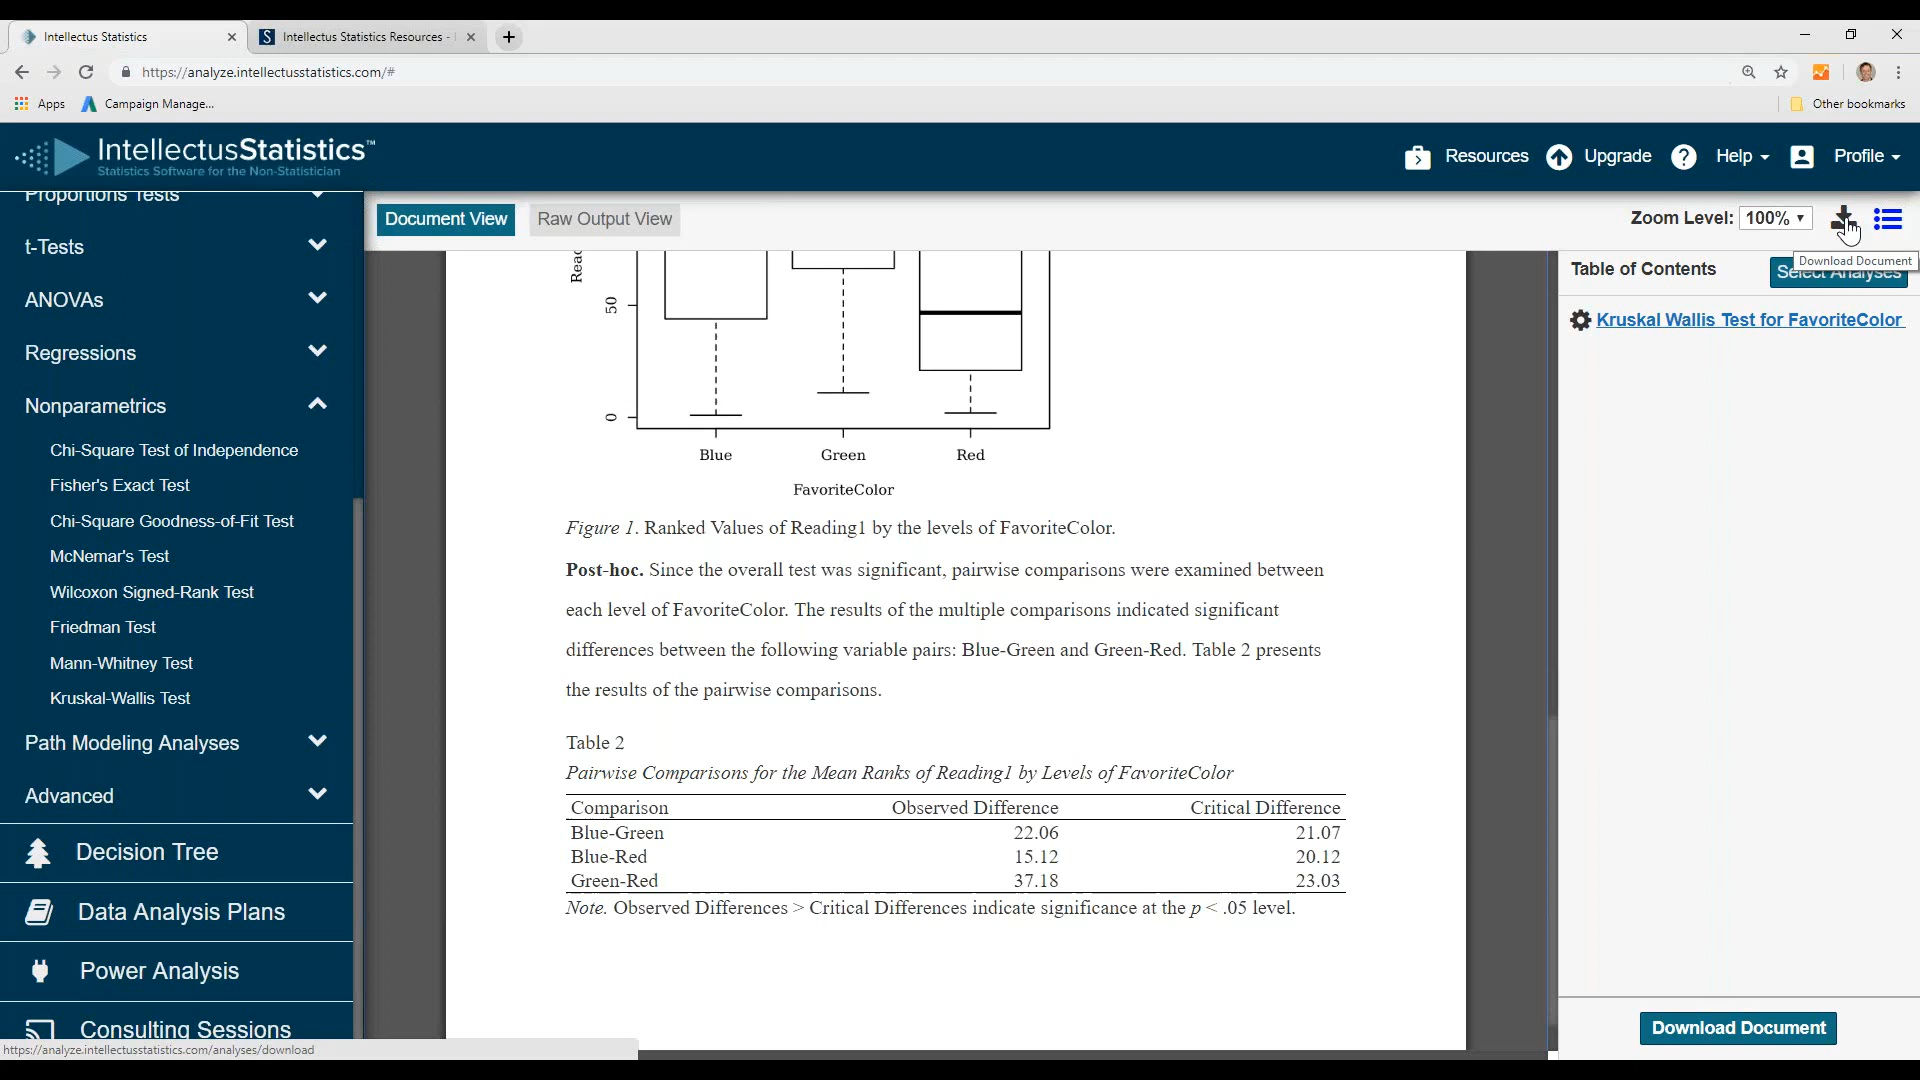 Intellectus Statistics
Intellectus Statistics Resources -
https://analyze.intellectusstatistics.com/#
Apps
Campaign Manage...
Other bookmarks
IntellectusStatistics™
Statistics Software for the Non-Statistician
Resources
Upgrade
Help
Profile
Proportions Tests
t-Tests
ANOVAs
Regressions
Nonparametrics
Chi-Square Test of Independence
Fisher's Exact Test
Chi-Square Goodness-of-Fit Test
McNemar's Test
Wilcoxon Signed-Rank Test
Friedman Test
Mann-Whitney Test
Kruskal-Wallis Test
Path Modeling Analyses
Advanced
Decision Tree
Data Analysis Plans
Power Analysis
Consulting Sessions
https://analyze.intellectusstatistics.com/analyses/download
Document View
Raw Output View
Zoom Level: 100%
Read
50
0
Blue Green Red
FavoriteColor
Figure 1. Ranked Values of Reading1 by the levels of FavoriteColor.
Post-hoc. Since the overall test was significant, pairwise comparisons were examined between
each level of FavoriteColor. The results of the multiple comparisons indicated significant
differences between the following variable pairs: Blue-Green and Green-Red. Table 2 presents
the results of the pairwise comparisons.
Table 2
Pairwise Comparisons for the Mean Ranks of Reading1 by Levels of FavoriteColor
Comparison Observed Difference Critical Difference
Blue-Green 22.06 21.07
Blue-Red 15.12 20.12
Green-Red 37.18 23.03
Note. Observed Differences > Critical Differences indicate significance at the p < .05 level.
Download Document
Table of Contents
Select Analyses
Kruskal Wallis Test for FavoriteColor
Download Document